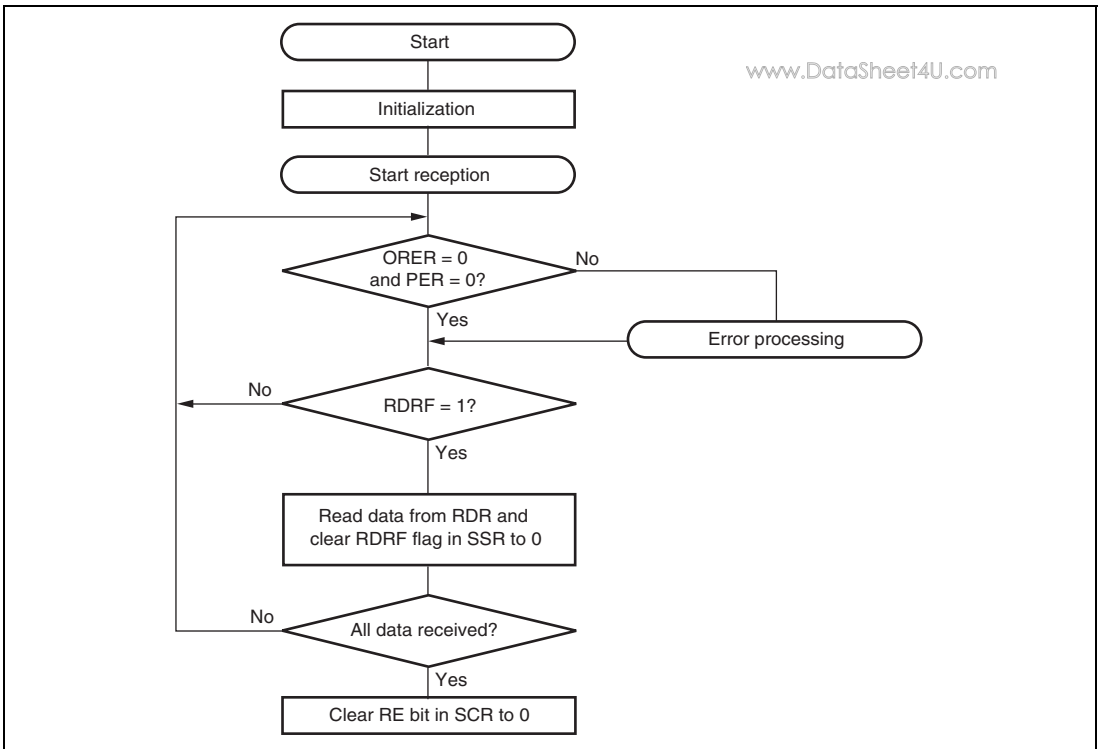 Start
www.DataSheet4U.com
Initialization
Start reception
ORER = 0
and PER = 0?
No
Yes
Error processing
No
RDRF = 1?
Yes
Read data from RDR and
clear RDRF flag in SSR to 0
No
All data received?
Yes
Clear RE bit in SCR to 0